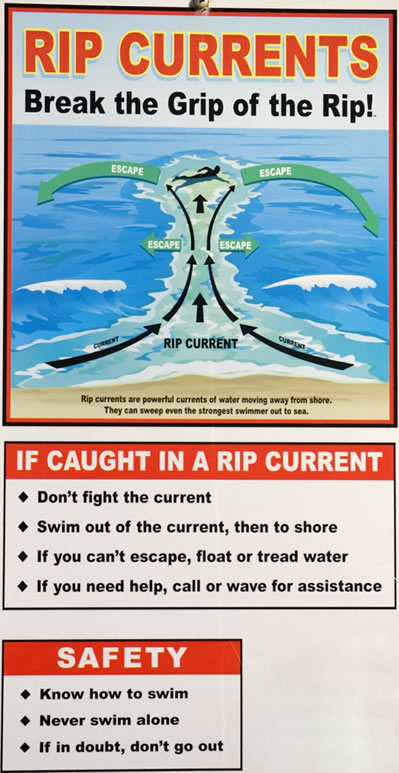 RIP CURRENTS
Break the Grip of the Rip!
ESCAPE
ESCAPE
ESCAPE
ESCAPE
CURRENT
RIP CURRENT
CURRENT
Rip currents are powerful currents of water moving away from shore.
They can sweep even the strongest swimmer out to sea.
IF CAUGHT IN A RIP CURRENT
◆ Don't fight the current
◆ Swim out of the current, then to shore
◆ If you can't escape, float or tread water
◆ If you need help, call or wave for assistance
SAFETY
◆ Know how to swim
◆ Never swim alone
◆ If in doubt, don't go out